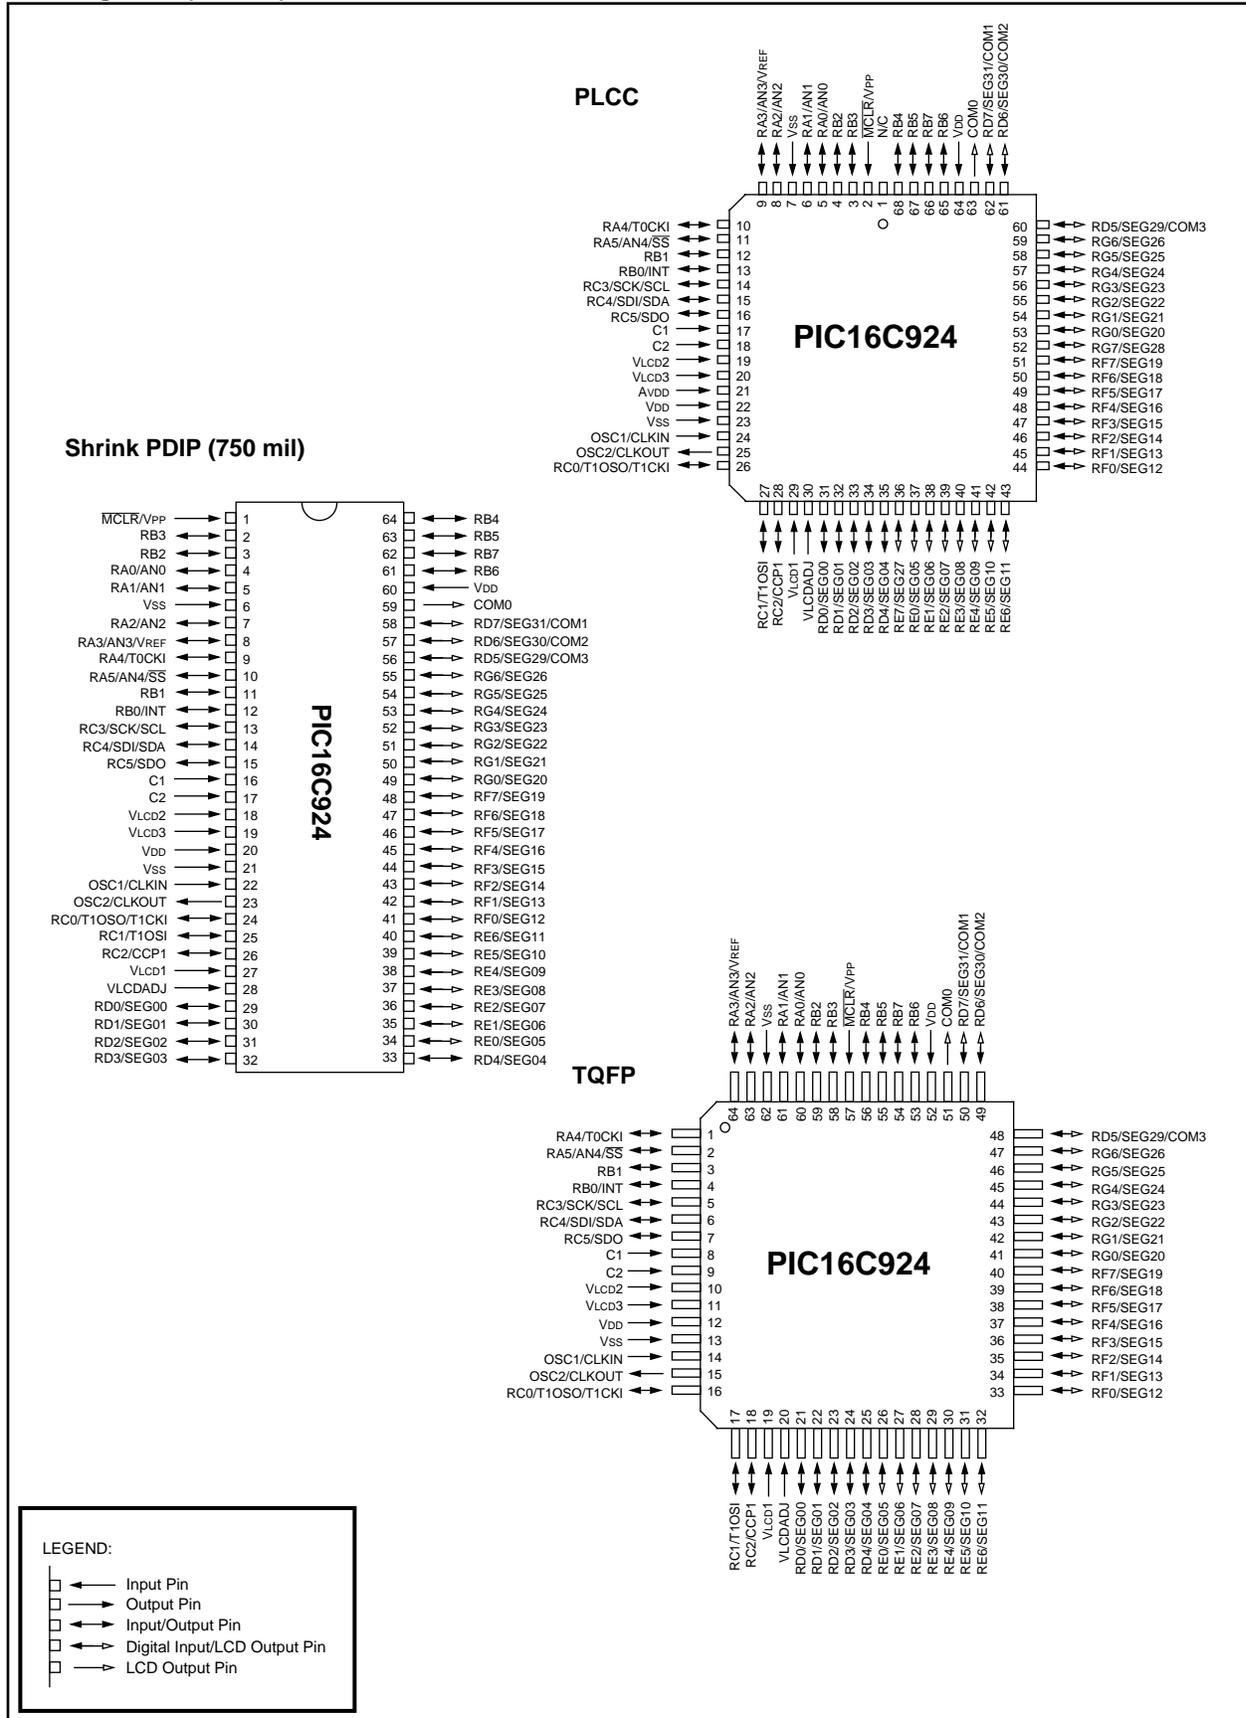 PLCC
RA3/AN3/VREF
RA2/AN2
VSS
RA1/AN1
RA0/AN0
RB2
RB3
MCLR/VPP
N/C
RB4
RB5
RB7
RB6
VDD
COM0
RD7/SEG31/COM1
RD6/SEG30/COM2
9 8 7 6 5 4 3 2 1 68 67 66 65 64 63 62 61
RA4/T0CKI 10 60 RD5/SEG29/COM3
RA5/AN4/SS 11 59 RG6/SEG26
RB1 12 58 RG5/SEG25
RB0/INT 13 57 RG4/SEG24
RC3/SCK/SCL 14 56 RG3/SEG23
RC4/SDI/SDA 15 55 RG2/SEG22
RC5/SDO 16 54 RG1/SEG21
C1 17 53 RG0/SEG20
C2 18 52 RG7/SEG28
VLCD2 19 51 RF7/SEG19
VLCD3 20 50 RF6/SEG18
AVDD 21 49 RF5/SEG17
VDD 22 48 RF4/SEG16
VSS 23 47 RF3/SEG15
OSC1/CLKIN 24 46 RF2/SEG14
OSC2/CLKOUT 25 45 RF1/SEG13
RC0/T1OSO/T1CKI 26 44 RF0/SEG12
PIC16C924
27 28 29 30 31 32 33 34 35 36 37 38 39 40 41 42 43
RC1/T1OSI
RC2/CCP1
VLCD1
VLCDADJ
RD0/SEG00
RD1/SEG01
RD2/SEG02
RD3/SEG03
RD4/SEG04
RE7/SEG27
RE0/SEG05
RE1/SEG06
RE2/SEG07
RE3/SEG08
RE4/SEG09
RE5/SEG10
RE6/SEG11
Shrink PDIP (750 mil)
MCLR/VPP 1 64 RB4
RB3 2 63 RB5
RB2 3 62 RB7
RA0/AN0 4 61 RB6
RA1/AN1 5 60 VDD
VSS 6 59 COM0
RA2/AN2 7 58 RD7/SEG31/COM1
RA3/AN3/VREF 8 57 RD6/SEG30/COM2
RA4/T0CKI 9 56 RD5/SEG29/COM3
RA5/AN4/SS 10 55 RG6/SEG26
RB1 11 54 RG5/SEG25
RB0/INT 12 53 RG4/SEG24
RC3/SCK/SCL 13 52 RG3/SEG23
RC4/SDI/SDA 14 51 RG2/SEG22
RC5/SDO 15 50 RG1/SEG21
C1 16 49 RG0/SEG20
C2 17 48 RF7/SEG19
VLCD2 18 47 RF6/SEG18
VLCD3 19 46 RF5/SEG17
VDD 20 45 RF4/SEG16
VSS 21 44 RF3/SEG15
OSC1/CLKIN 22 43 RF2/SEG14
OSC2/CLKOUT 23 42 RF1/SEG13
RC0/T1OSO/T1CKI 24 41 RF0/SEG12
RC1/T1OSI 25 40 RE6/SEG11
RC2/CCP1 26 39 RE5/SEG10
VLCD1 27 38 RE4/SEG09
VLCDADJ 28 37 RE3/SEG08
RD0/SEG00 29 36 RE2/SEG07
RD1/SEG01 30 35 RE1/SEG06
RD2/SEG02 31 34 RE0/SEG05
RD3/SEG03 32 33 RD4/SEG04
PIC16C924
TQFP
RA3/AN3/VREF
RA2/AN2
VSS
RA1/AN1
RA0/AN0
RB2
RB3
MCLR/VPP
RB4
RB5
RB7
RB6
VDD
COM0
RD7/SEG31/COM1
RD6/SEG30/COM2
64 63 62 61 60 59 58 57 56 55 54 53 52 51 50 49
RA4/T0CKI 1 48 RD5/SEG29/COM3
RA5/AN4/SS 2 47 RG6/SEG26
RB1 3 46 RG5/SEG25
RB0/INT 4 45 RG4/SEG24
RC3/SCK/SCL 5 44 RG3/SEG23
RC4/SDI/SDA 6 43 RG2/SEG22
RC5/SDO 7 42 RG1/SEG21
C1 8 41 RG0/SEG20
C2 9 40 RF7/SEG19
VLCD2 10 39 RF6/SEG18
VLCD3 11 38 RF5/SEG17
VDD 12 37 RF4/SEG16
VSS 13 36 RF3/SEG15
OSC1/CLKIN 14 35 RF2/SEG14
OSC2/CLKOUT 15 34 RF1/SEG13
RC0/T1OSO/T1CKI 16 33 RF0/SEG12
PIC16C924
17 18 19 20 21 22 23 24 25 26 27 28 29 30 31 32
RC1/T1OSI
RC2/CCP1
VLCD1
VLCDADJ
RD0/SEG00
RD1/SEG01
RD2/SEG02
RD3/SEG03
RD4/SEG04
RE0/SEG05
RE1/SEG06
RE2/SEG07
RE3/SEG08
RE4/SEG09
RE5/SEG10
RE6/SEG11
LEGEND:
Input Pin
Output Pin
Input/Output Pin
Digital Input/LCD Output Pin
LCD Output Pin